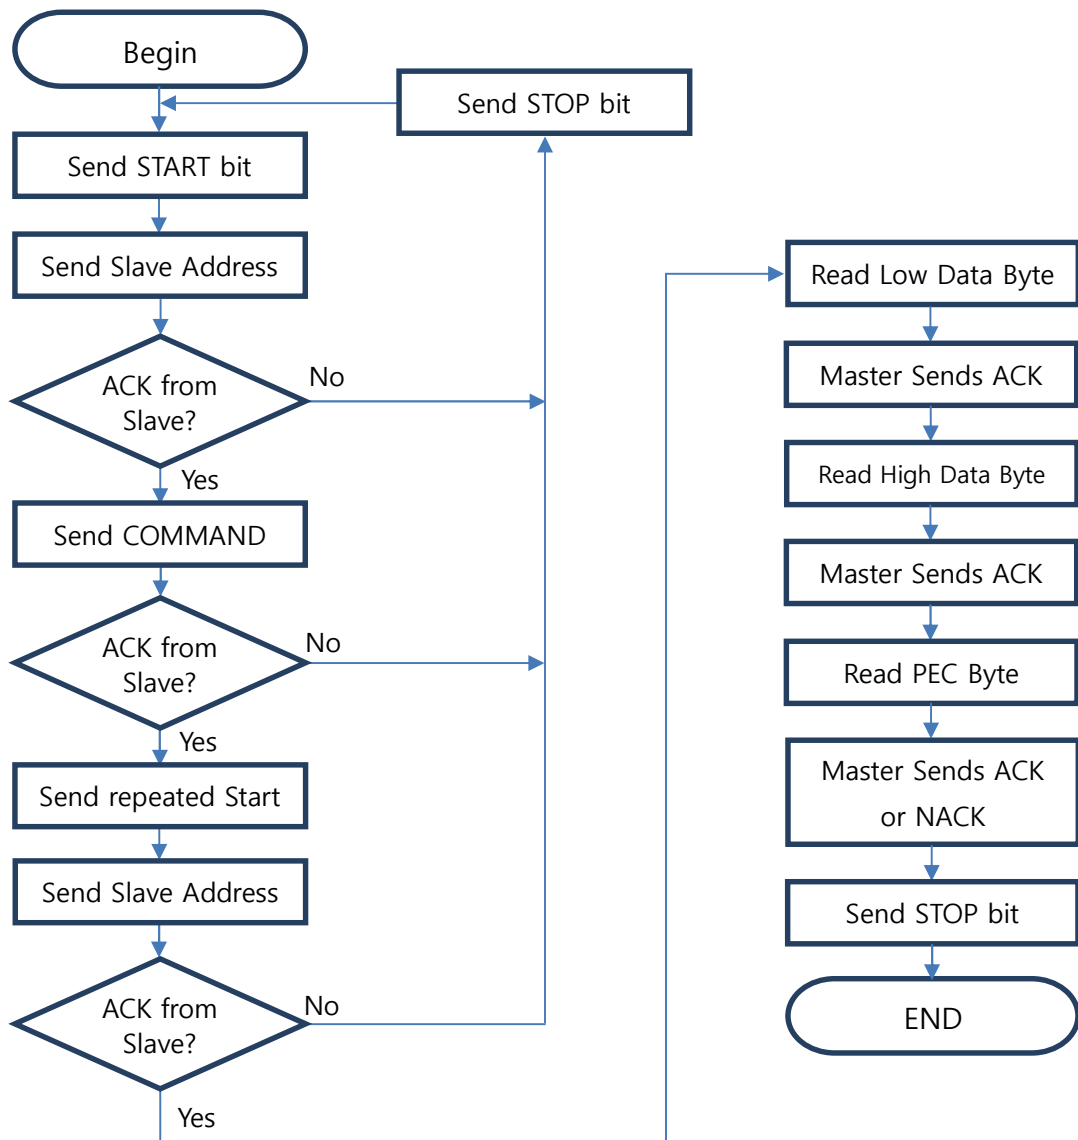 Begin
Send STOP bit
Send START bit
Send Slave Address
ACK from
Slave?
No
Yes
Send COMMAND
ACK from
Slave?
No
Yes
Send repeated Start
Send Slave Address
ACK from
Slave?
No
Yes
Read Low Data Byte
Master Sends ACK
Read High Data Byte
Master Sends ACK
Read PEC Byte
Master Sends ACK
or NACK
Send STOP bit
END